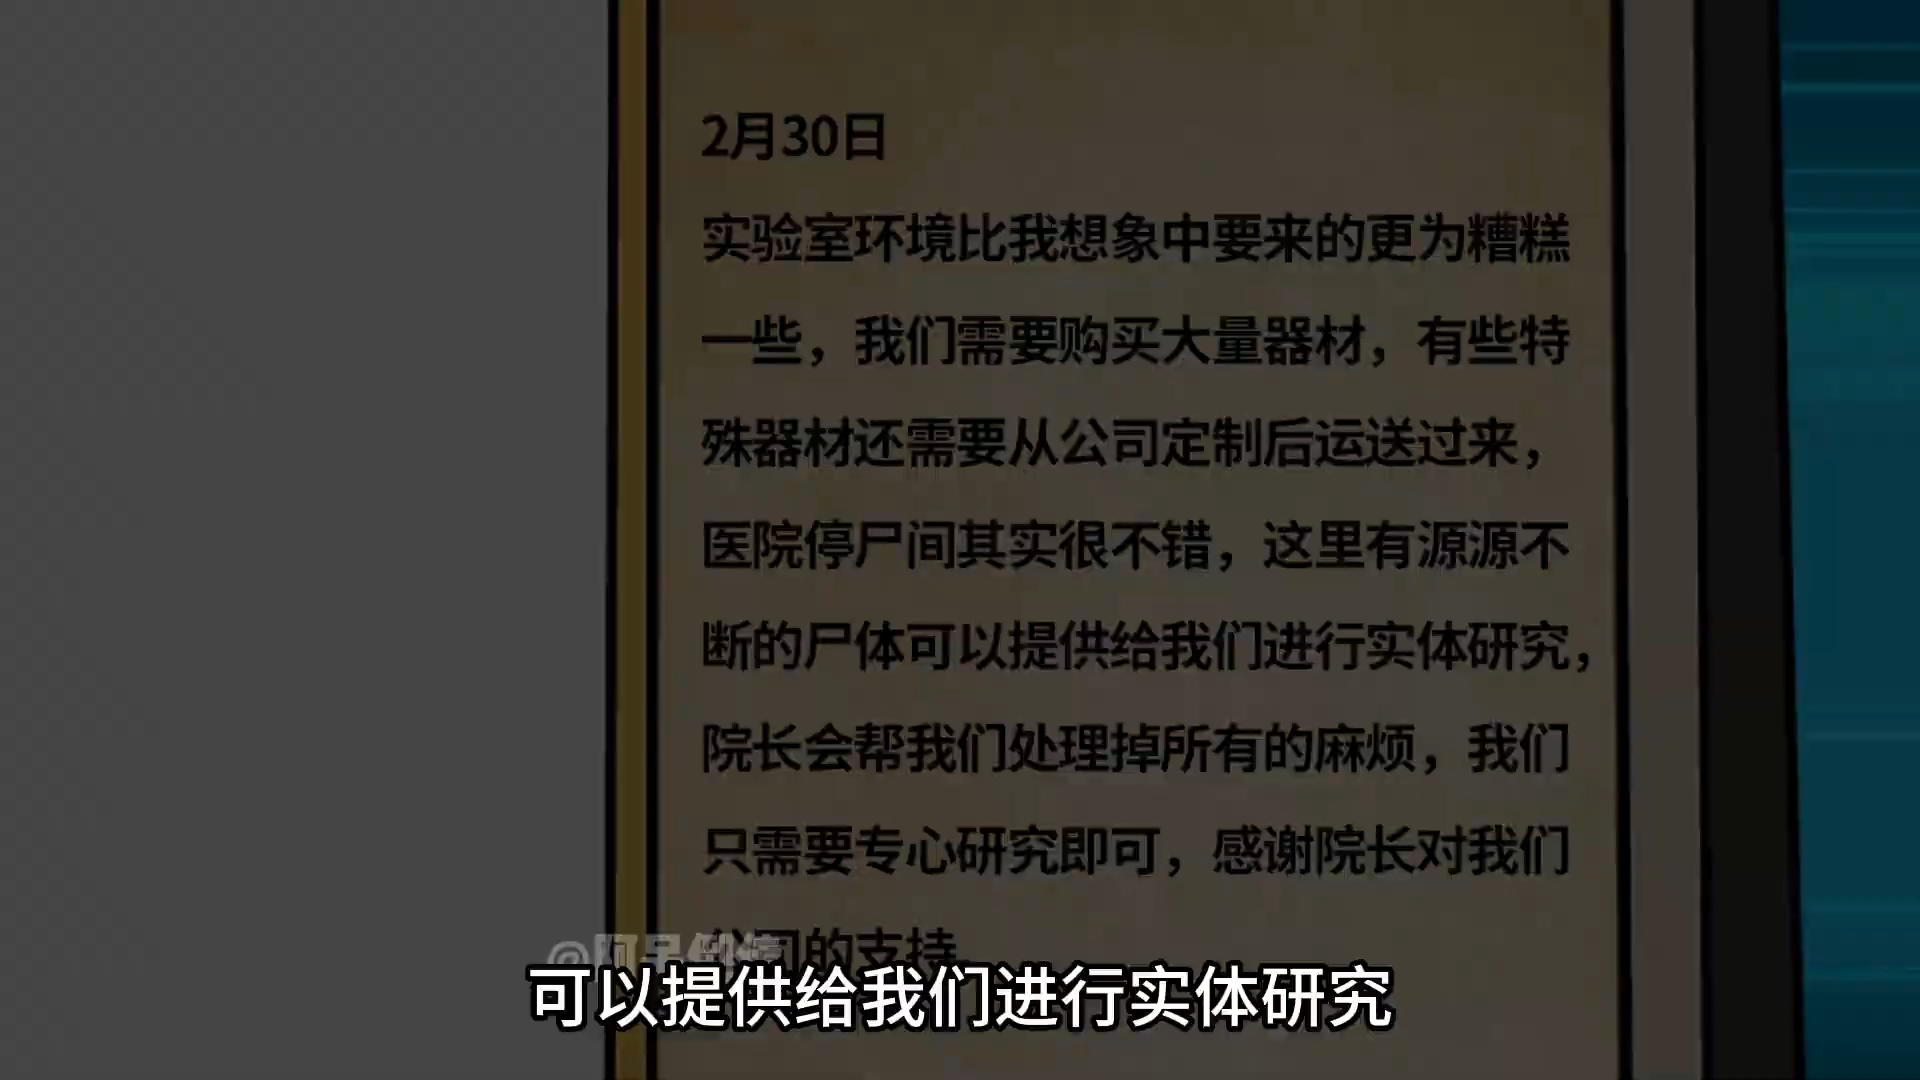 2月30日
实验室环境比我想象中要来的更为糟糕
一些，我们需要购买大量器材，有些特
殊器材还需要从公司定制后运送过来，
医院停尸间其实很不错，这里有源源不
断的尸体可以提供给我们进行实体研究，
院长会帮我们处理掉所有的麻烦，我们
只需要专心研究即可，感谢院长对我们
公司的支持
可以提供给我们进行实体研究